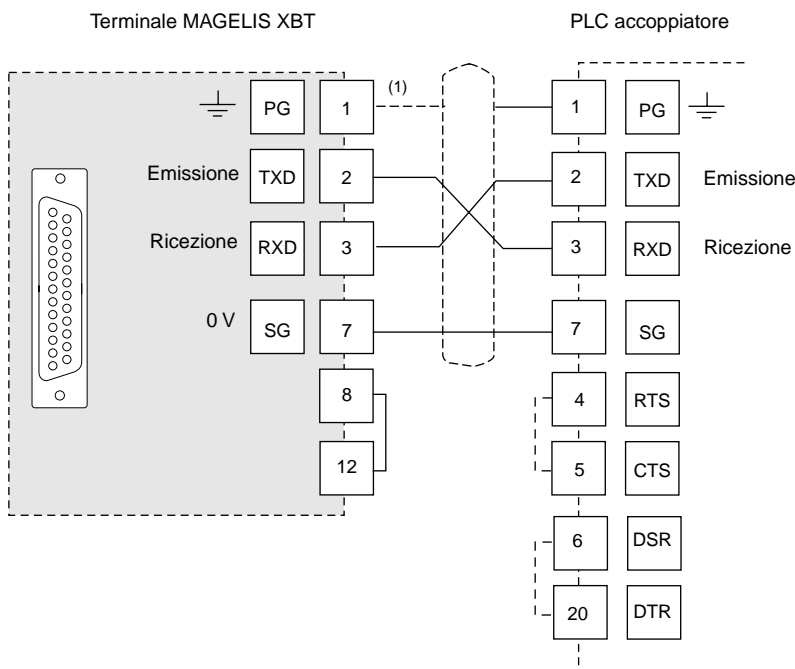 Terminale MAGELIS XBT PLC accoppiatore
PG 1 (1) 1 PG
Emissione TXD 2 2 TXD Emissione
Ricezione RXD 3 3 RXD Ricezione
0 V SG 7 7 SG
8 4 RTS
12 5 CTS
6 DSR
20 DTR